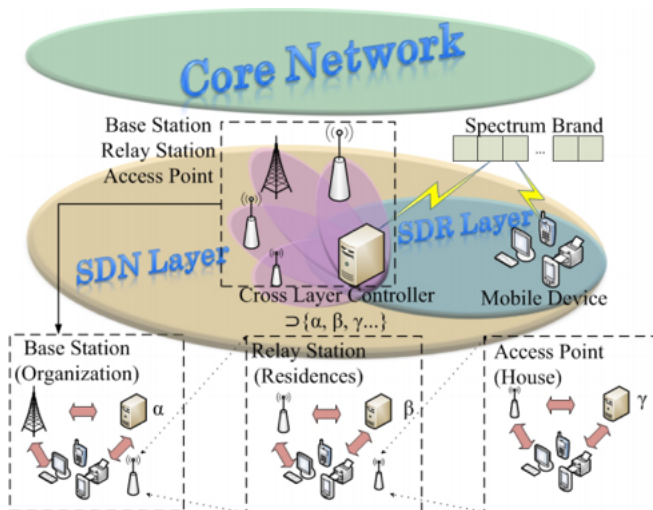 Core Network
Base Station
Relay Station
Access Point
Spectrum Brand
...
SDN Layer
SDR Layer
Cross Layer Controller
⊃{α, β, γ...}
Mobile Device
Base Station
(Organization)
α
Relay Station
(Residences)
β
Access Point
(House)
γ